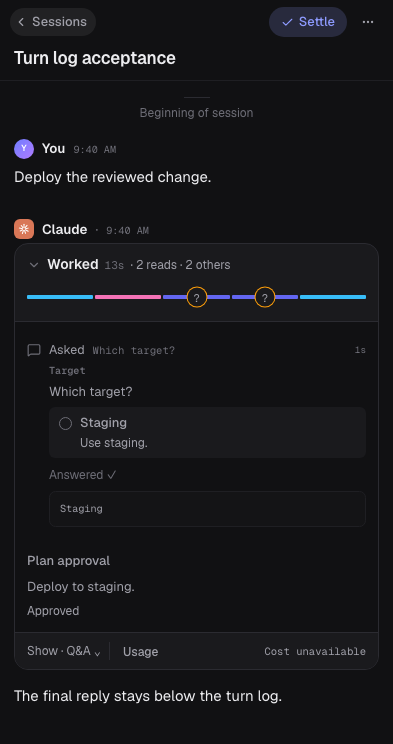 Sessions
Settle
Turn log acceptance
Beginning of session
Y You 9:40 AM
Deploy the reviewed change.
Claude · 9:40 AM
Worked 13s · 2 reads · 2 others
? ?
Asked Which target? 1s
Target
Which target?
Staging
Use staging.
Answered ✓
Staging
Plan approval
Deploy to staging.
Approved
Show · Q&A Usage Cost unavailable
The final reply stays below the turn log.